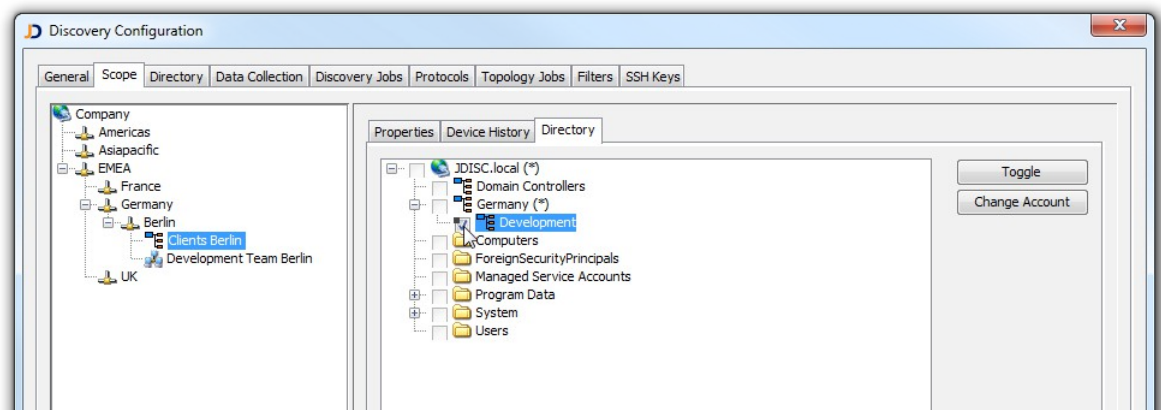 Discovery Configuration
General Scope Directory Data Collection Discovery Jobs Protocols Topology Jobs Filters SSH Keys
Company
Americas
Asiapacific
EMEA
France
Germany
Berlin
Clients Berlin
Development Team Berlin
UK
Properties Device History Directory
JDISC.local (*)
Domain Controllers
Germany (*)
Development
Computers
ForeignSecurityPrincipals
Managed Service Accounts
Program Data
System
Users
Toggle
Change Account